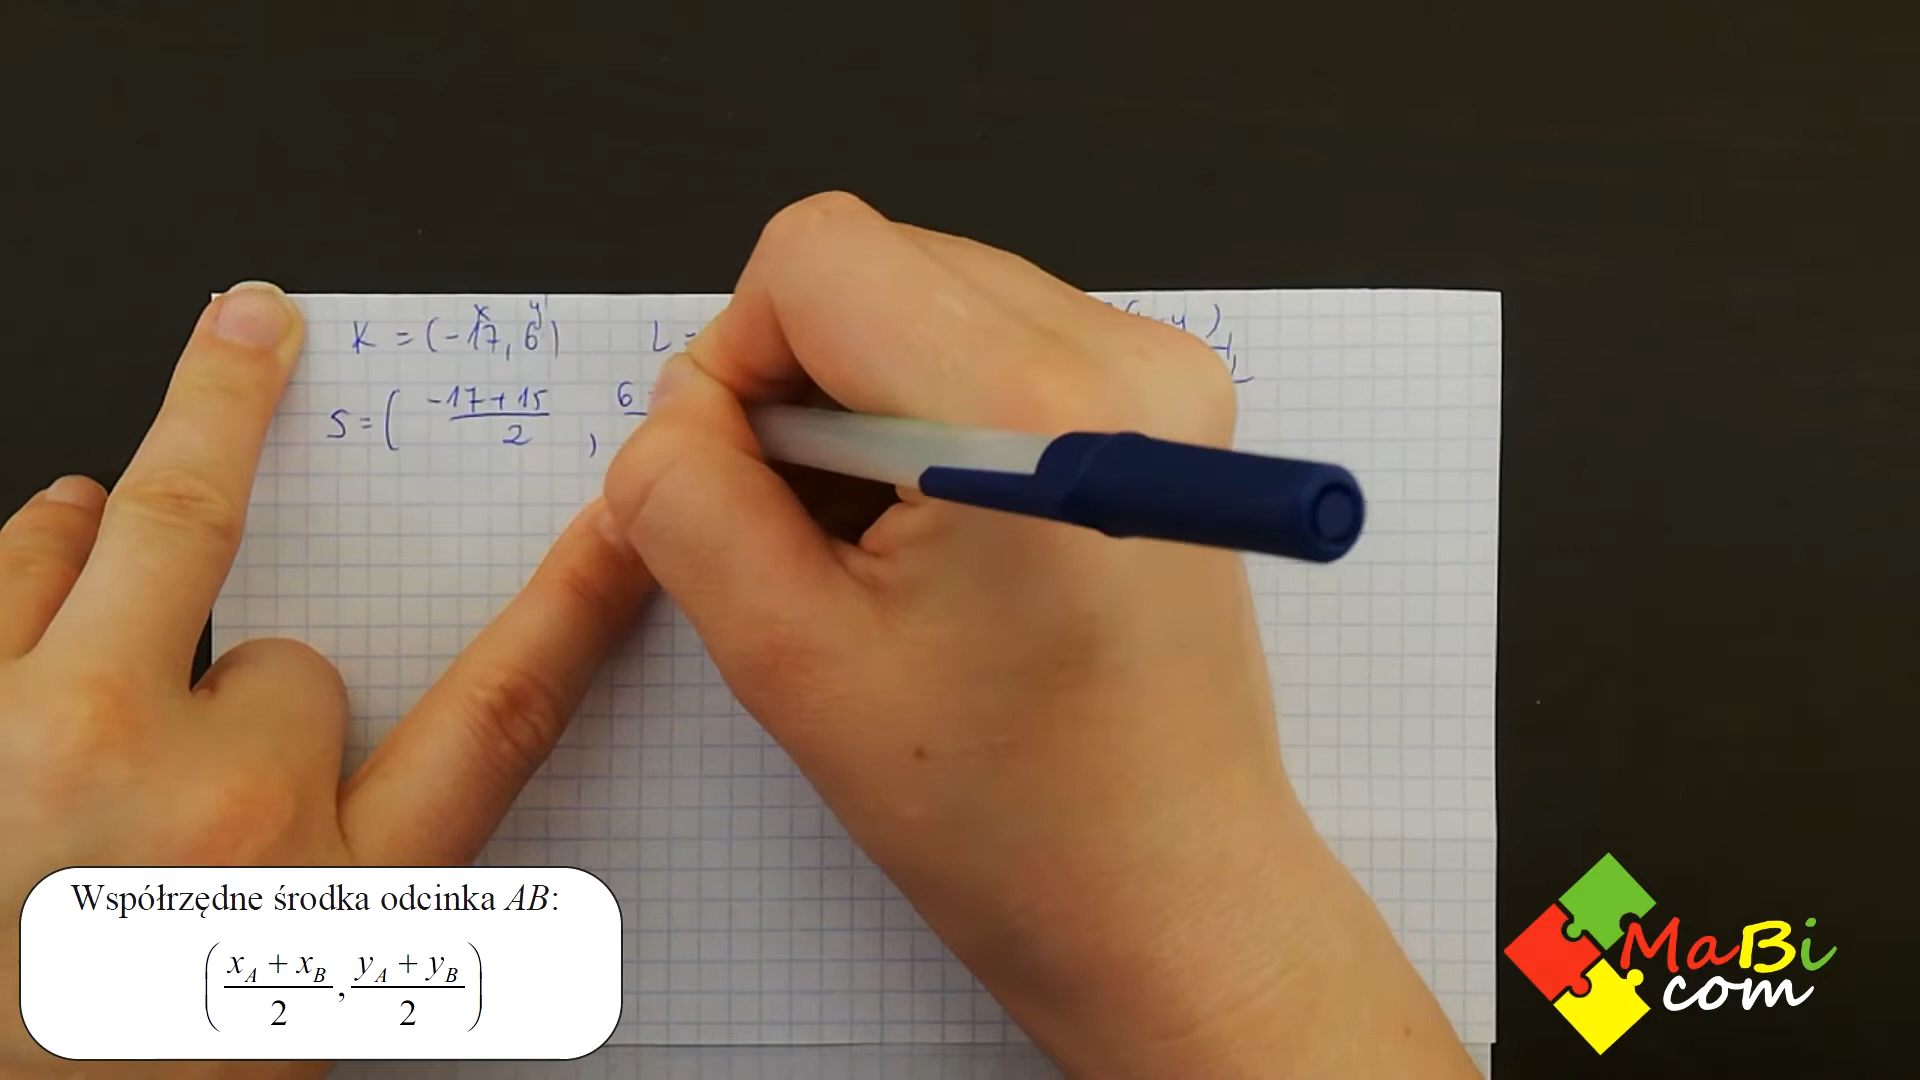 x y
K = (-17, 6) L =
S = ( -17+15 / 2 , 6
Współrzędne środka odcinka AB:
( x_A + x_B / 2 , y_A + y_B / 2 )
MaBi
com